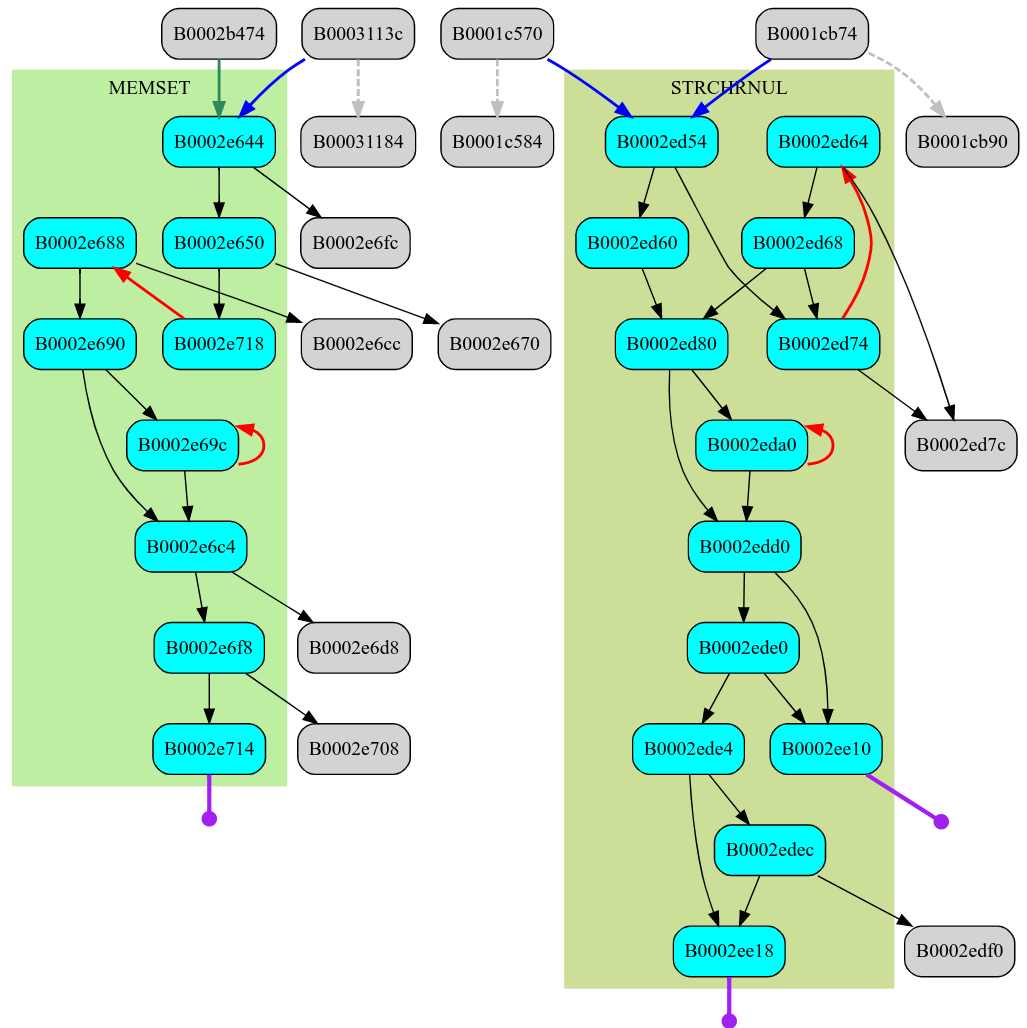 B0002b474 B0003113c B0001c570 B0001cb74
MEMSET STRCHRNUL
B0002e644 B00031184 B0001c584 B0002ed54 B0002ed64 B0001cb90
B0002e688 B0002e650 B0002e6fc B0002ed60 B0002ed68
B0002e690 B0002e718 B0002e6cc B0002e670 B0002ed80 B0002ed74
B0002e69c B0002eda0 B0002ed7c
B0002e6c4 B0002edd0
B0002e6f8 B0002e6d8 B0002ede0
B0002e714 B0002e708 B0002ede4 B0002ee10
B0002edec
B0002ee18 B0002edf0